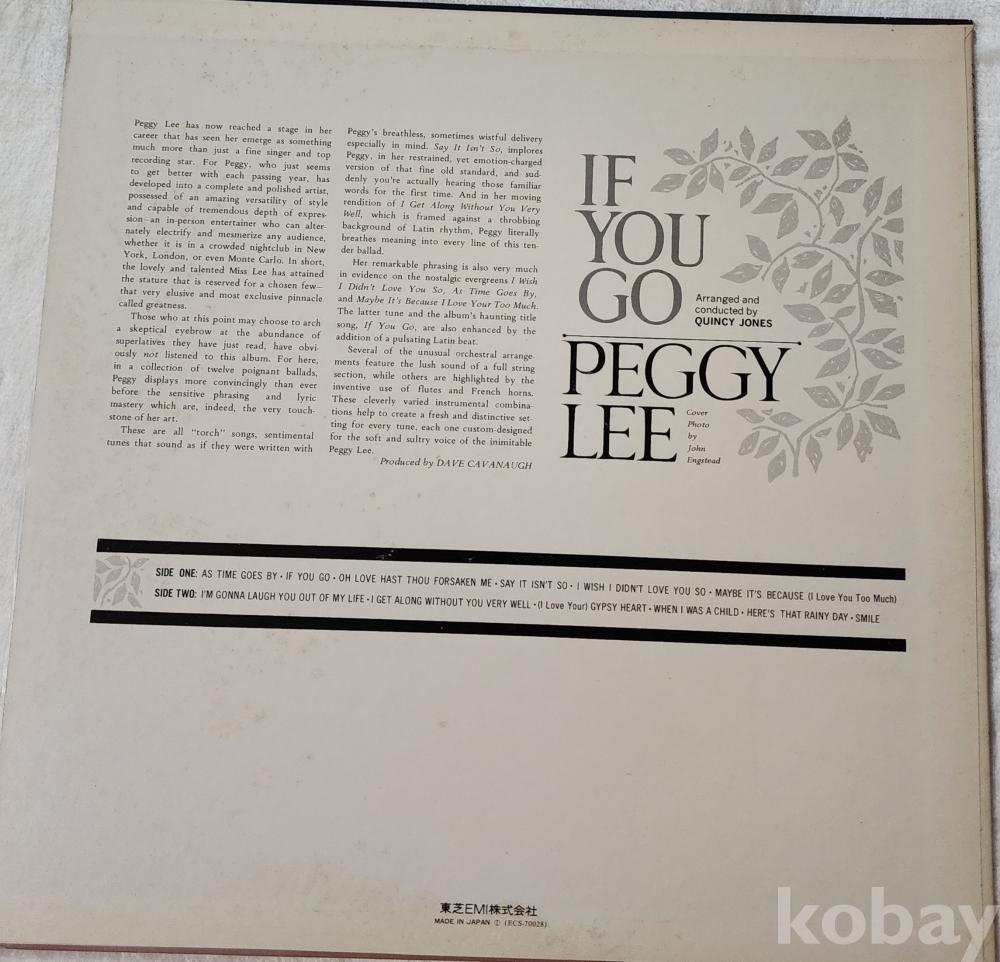 Peggy Lee has now reached a stage in her
career that has seen her emerge as something
much more than just a fine singer and top
recording star. For Peggy, who just seems
to get better with each passing year, has
developed into a complete and polished artist,
possessed of an amazing versatility of style
and capable of tremendous depth of expres-
sion—an in-person entertainer who can alter-
nately electrify and mesmerize any audience,
whether it is in a crowded nightclub in New
York, London, or even Monte Carlo. In short,
the lovely and talented Miss Lee has attained
the stature that is reserved for a chosen few—
that very elusive and most exclusive pinnacle
called greatness.
Those who at this point may choose to arch
a skeptical eyebrow at the abundance of
superlatives they have just read, have obvi-
ously not listened to this album. For here,
in a collection of twelve poignant ballads,
Peggy displays more convincingly than ever
before the sensitive phrasing and lyric
mastery which are, indeed, the very touch-
stone of her art.
These are all "torch" songs, sentimental
tunes that sound as if they were written with
Peggy's breathless, sometimes wistful delivery
especially in mind. Say It Isn't So, implores
Peggy, in her restrained, yet emotion-charged
version of that fine old standard, and sud-
denly you're actually hearing those familiar
words for the first time. And in her moving
rendition of I Get Along Without You Very
Well, which is framed against a throbbing
background of Latin rhythm, Peggy literally
breathes meaning into every line of this ten-
der ballad.
Her remarkable phrasing is also very much
in evidence on the nostalgic evergreens I Wish
I Didn't Love You So, As Time Goes By,
and Maybe It's Because I Love Your Too Much.
The latter tune and the album's haunting title
song, If You Go, are also enhanced by the
addition of a pulsating Latin beat.
Several of the unusual orchestral arrange-
ments feature the lush sound of a full string
section, while others are highlighted by the
inventive use of flutes and French horns.
These cleverly varied instrumental combina-
tions help to create a fresh and distinctive set-
ting for every tune, each one custom-designed
for the soft and sultry voice of the inimitable
Peggy Lee.
Produced by DAVE CAVANAUGH
IF
YOU
GO
Arranged and
conducted by
QUINCY JONES
PEGGY
LEE
Cover
Photo
by
John
Engstead
SIDE ONE: AS TIME GOES BY • IF YOU GO • OH LOVE HAST THOU FORSAKEN ME • SAY IT ISN'T SO • I WISH I DIDN'T LOVE YOU SO • MAYBE IT'S BECAUSE (I Love You Too Much)
SIDE TWO: I'M GONNA LAUGH YOU OUT OF MY LIFE • I GET ALONG WITHOUT YOU VERY WELL • (I Love Your) GYPSY HEART • WHEN I WAS A CHILD • HERE'S THAT RAINY DAY • SMILE
東芝EMI株式会社
MADE IN JAPAN (ECS-70028)
kobay